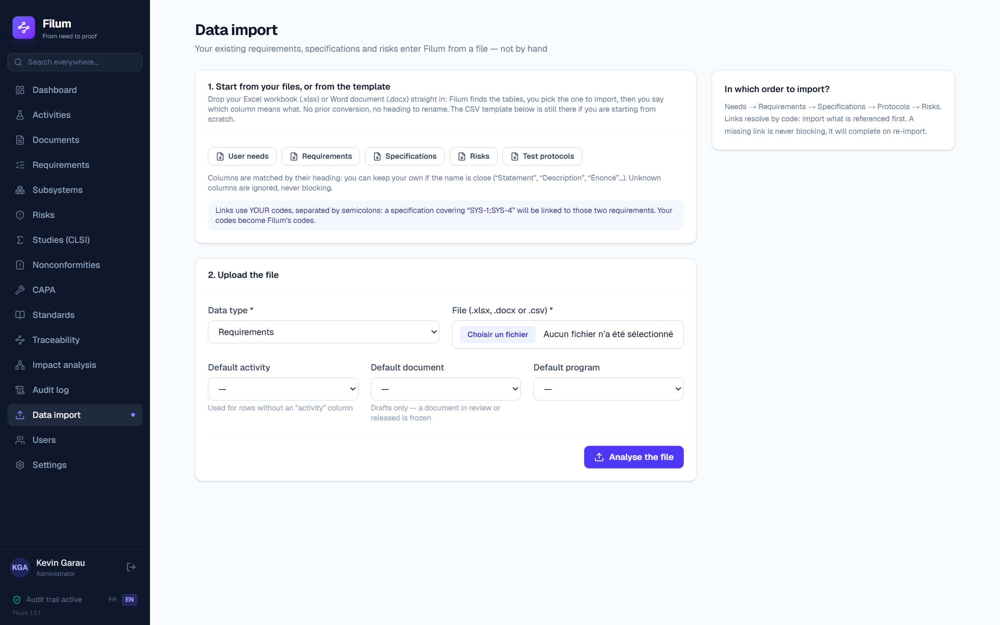 Filum
From need to proof
Search everywhere...
Dashboard
Activities
Documents
Requirements
Subsystems
Risks
Studies (CLSI)
Nonconformities
CAPA
Standards
Traceability
Impact analysis
Audit log
Data import
Users
Settings
KGA
Kevin Garau
Administrator
Audit trail active
FR
EN
Filum 1.2.1
Data import
Your existing requirements, specifications and risks enter Filum from a file — not by hand
1. Start from your files, or from the template
Drop your Excel workbook (.xlsx) or Word document (.docx) straight in: Filum finds the tables, you pick the one to import, then you say
which column means what. No prior conversion, no heading to rename. The CSV template below is still there if you are starting from
scratch.
User needs
Requirements
Specifications
Risks
Test protocols
Columns are matched by their heading: you can keep your own if the name is close (“Statement”, “Description”, “Énoncé”...). Unknown
columns are ignored, never blocking.
Links use YOUR codes, separated by semicolons: a specification covering “SYS-1;SYS-4” will be linked to those two requirements. Your
codes become Filum's codes.
2. Upload the file
Data type *
Requirements
File (.xlsx, .docx or .csv) *
Choisir un fichier
Aucun fichier n’a été sélectionné
Default activity
—
Used for rows without an “activity” column
Default document
—
Drafts only — a document in review or
released is frozen
Default program
—
Analyse the file
In which order to import?
Needs → Requirements → Specifications → Protocols → Risks.
Links resolve by code: import what is referenced first. A
missing link is never blocking, it will complete on re-import.